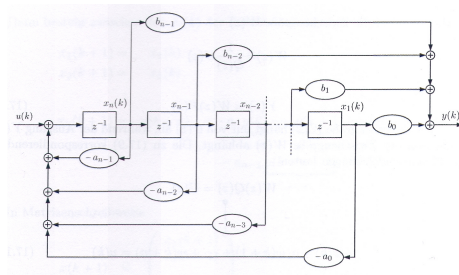 b_{n-1}
b_{n-2}
b_1
x_n(k) x_{n-1} x_{n-2} x_1(k)
u(k) z^{-1} z^{-1} z^{-1} z^{-1} b_0 y(k)
-a_{n-1}
-a_{n-2}
-a_{n-3}
-a_0